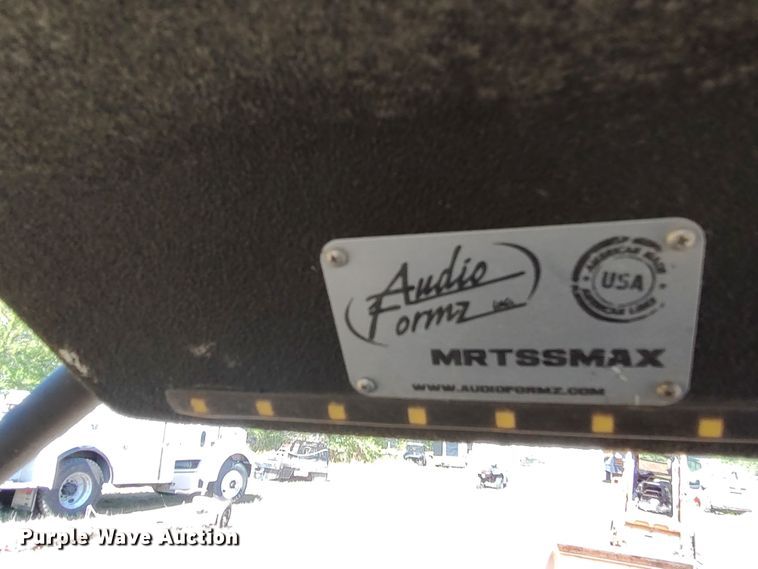 Audio
Formz Inc.
AMERICAN MADE
USA
AMERICAN LABOR
MRTSSMAX
WWW.AUDIOFORMZ.COM
Purple Wave Auction